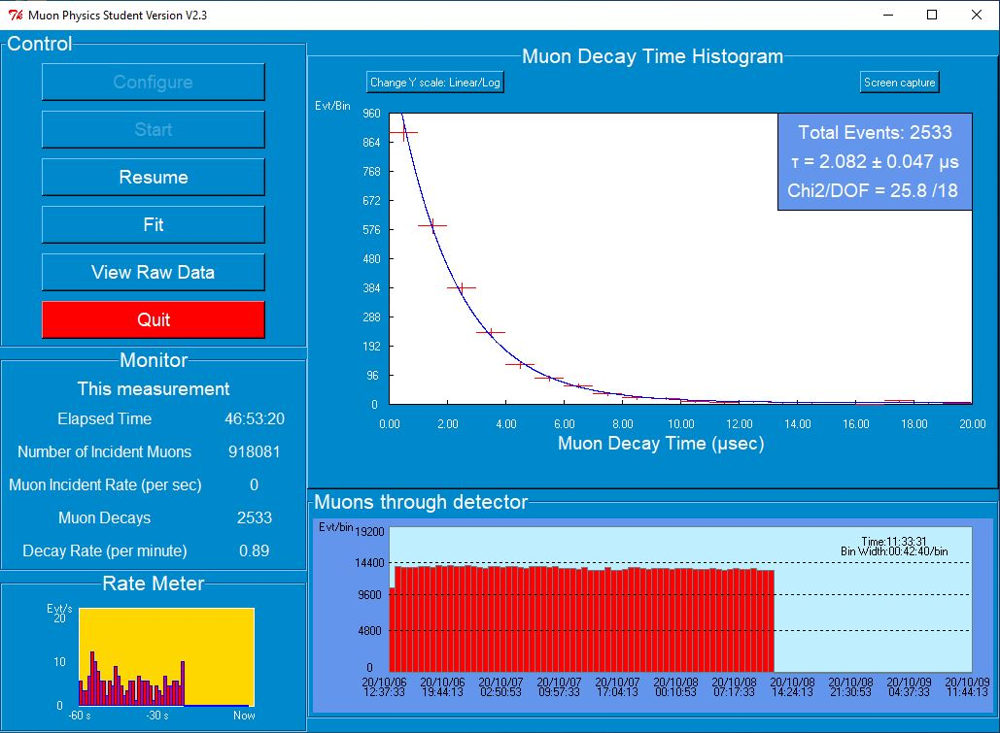 Muon Physics Student Version V2.3
Control
Configure
Start
Resume
Fit
View Raw Data
Quit
Monitor
This measurement
Elapsed Time 46:53:20
Number of Incident Muons 918081
Muon Incident Rate (per sec) 0
Muon Decays 2533
Decay Rate (per minute) 0.89
Rate Meter
Evt/s
20
10
0
-60 s -30 s Now
Muon Decay Time Histogram
Change Y scale: Linear/Log
Screen capture
Evt/Bin
960
864
768
672
576
480
384
288
192
96
0
Total Events: 2533
τ = 2.082 ± 0.047 µs
Chi2/DOF = 25.8 /18
0.00 2.00 4.00 6.00 8.00 10.00 12.00 14.00 16.00 18.00 20.00
Muon Decay Time (µsec)
Muons through detector
Evt/bin
19200
14400
9600
4800
0
Time:11:33:31
Bin Width:00:42:40/bin
20/10/06 20/10/06 20/10/07 20/10/07 20/10/07 20/10/08 20/10/08 20/10/08 20/10/08 20/10/09 20/10/09
12:37:33 19:44:13 02:50:53 09:57:33 17:04:13 00:10:53 07:17:33 14:24:13 21:30:53 04:37:33 11:44:13